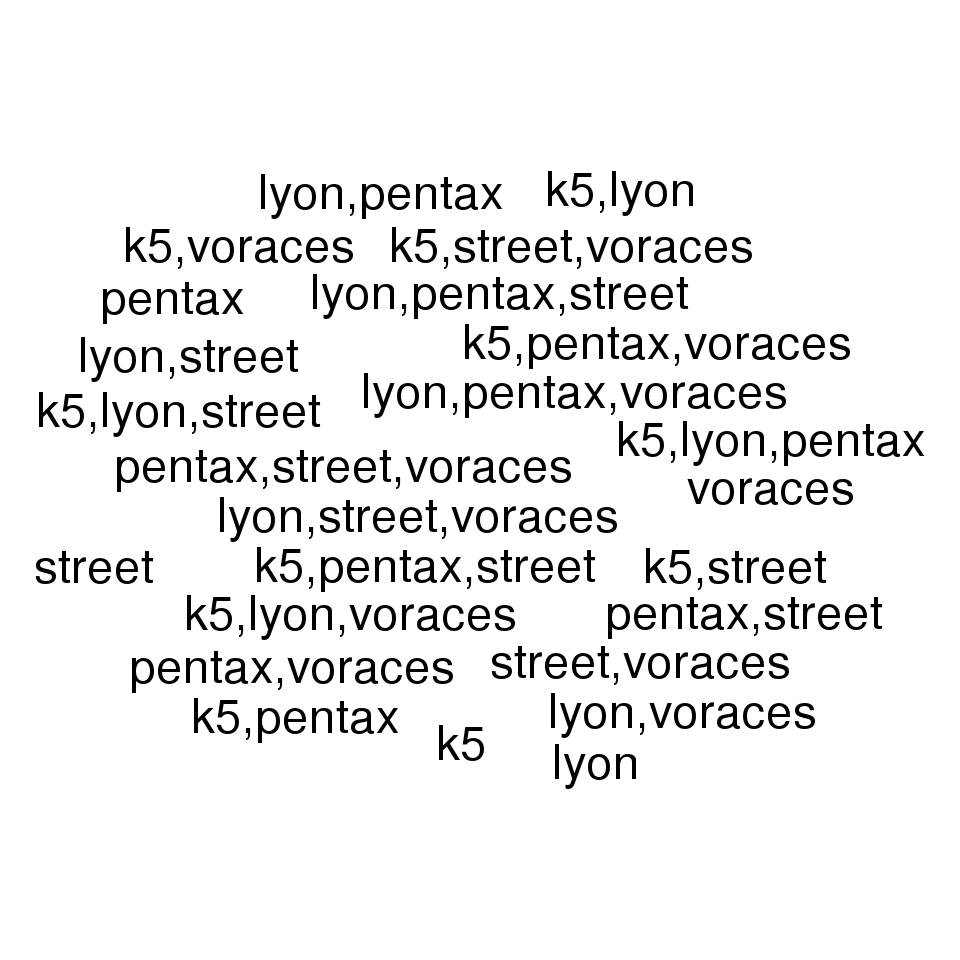 lyon,pentax
k5,lyon
k5,voraces
k5,street,voraces
pentax
lyon,pentax,street
lyon,street
k5,pentax,voraces
k5,lyon,street
lyon,pentax,voraces
k5,lyon,pentax
pentax,street,voraces
voraces
lyon,street,voraces
street
k5,pentax,street
k5,street
k5,lyon,voraces
pentax,street
pentax,voraces
street,voraces
k5,pentax
lyon,voraces
k5
lyon